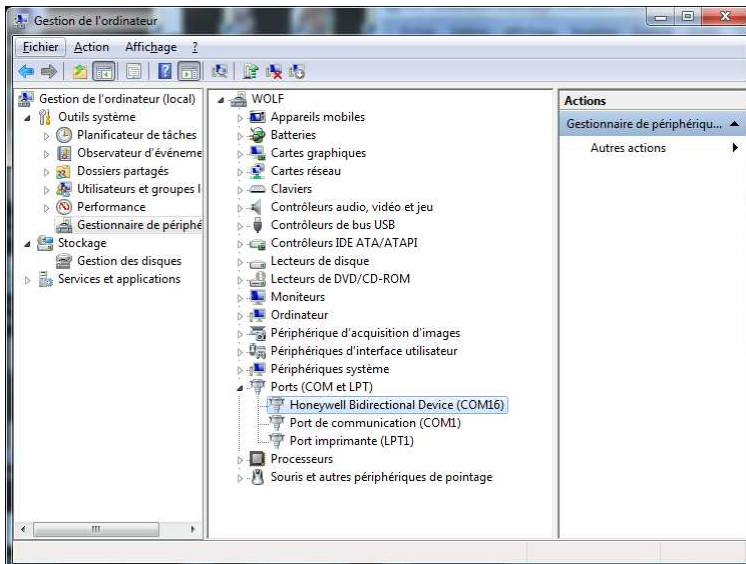 Gestion de l'ordinateur
Fichier Action Affichage ?
Gestion de l'ordinateur (local)
Outils système
Planificateur de tâches
Observateur d'événeme
Dossiers partagés
Utilisateurs et groupes l
Performance
Gestionnaire de périphé
Stockage
Gestion des disques
Services et applications
WOLF
Appareils mobiles
Batteries
Cartes graphiques
Cartes réseau
Claviers
Contrôleurs audio, vidéo et jeu
Contrôleurs de bus USB
Contrôleurs IDE ATA/ATAPI
Lecteurs de disque
Lecteurs de DVD/CD-ROM
Moniteurs
Ordinateur
Périphérique d'acquisition d'images
Périphériques d'interface utilisateur
Périphériques système
Ports (COM et LPT)
Honeywell Bidirectional Device (COM16)
Port de communication (COM1)
Port imprimante (LPT1)
Processeurs
Souris et autres périphériques de pointage
Actions
Gestionnaire de périphériqu...
Autres actions